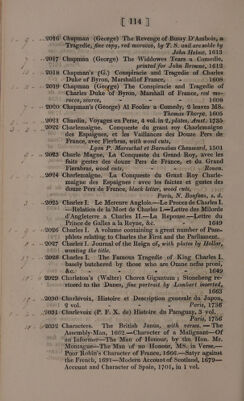 [ 114 ]
2016 Chapman (George) The Revenge of Bussy D'Ambois, a
Tragedie, fine copy, red morocco, by T. S. and are sold by
John Helme, 1613
2017 Chapman (George) The Widdowes Tears a Comedie,
printed for John Browne, 1612
2018 Chapman's (G.) Conspiracie and Tragedie of Charles
Duke of Byron, Marshall of France, - 1608
2019 Chapman (George) The Conspiracie and Tragedie of
Charles Duke of Byron, Marshall of France, red mo-
rocco, scarce, - - - 1608
2020 Chapman's (George) Al Fooles a Comedy, 2 leaves MS.
Thomas Thorpe, 1605
2021 Chardin, Voyages en Perse, 4 vol. in 2, plates, Amst. 1735
2022 Charlemaigne. Conqueste du grant roy Charlemaigne
des Espaignes, et les Vaillances des Douze Pers de
France, avec Fierbras, with wood cuts,
Lyon P. Mareschal et Barnabas Chaussard, 1501
2023 Charle Magne, La Conqueste du Grand Roy, avec les
faits gestes des douze Pers de France, et du Grand
Fierabras, wood cuts, - - Rouen.
2024 Charlemaigne. La Conqueste du Grant Roy Charle-
maigne des Espaignes: avec les faictes et gestes des
douze Pers de France, black letter, wood cuts,
Paris, N. Boyfons, s. d.
2025 Charles I. Le Mercure Anglois.—Le Procez de Charles I.
—Relation de la Mort de Charles I.—Lettre des Milords
d'Angleterre a Charles II.—La Reponse.—Lettre du
Prince de Galles a la Reyne, &c. - 1649
2026 Charles I. A volume containing a great number of Pam-
phlets relating to Charles the First and the Parliament.
2027 Charles I. Journal of the Reign of, with plates by Hollar,
wanting the title.
2028 Charles I. The Famous Tragedie of King Charles I.
basely butchered by those who are Omne nefas proni,
&c. - - - 1649
2029 Charleton's (Walter) Chorea Gigantum; Stoneheng re-
stored to the Danes, fine portrait by Lombart inserted,
1663
2030 Charlevoix, Histoire et Description generale du Japon,
2 vol. - - Paris, 1736
2031 Charlevoix (P. F. X. de) Histoire du Paraguay, 3 vol.
Paris, 1756
2032 Characters. The British Janus, with verses. — The
Assembly-Man, 1662.—Character of a Malignant—Of
an Informer—The Man of Honour, by the Hon. Mr.
Montague—The Man of no Honour, MS. in Verse.—
Poor Robin's Character of France, 1666.—Satyr against
the French, 1691—Modern Account of Scotland, 1679—
Account and Character of Spain, 1701, in 1 vol.